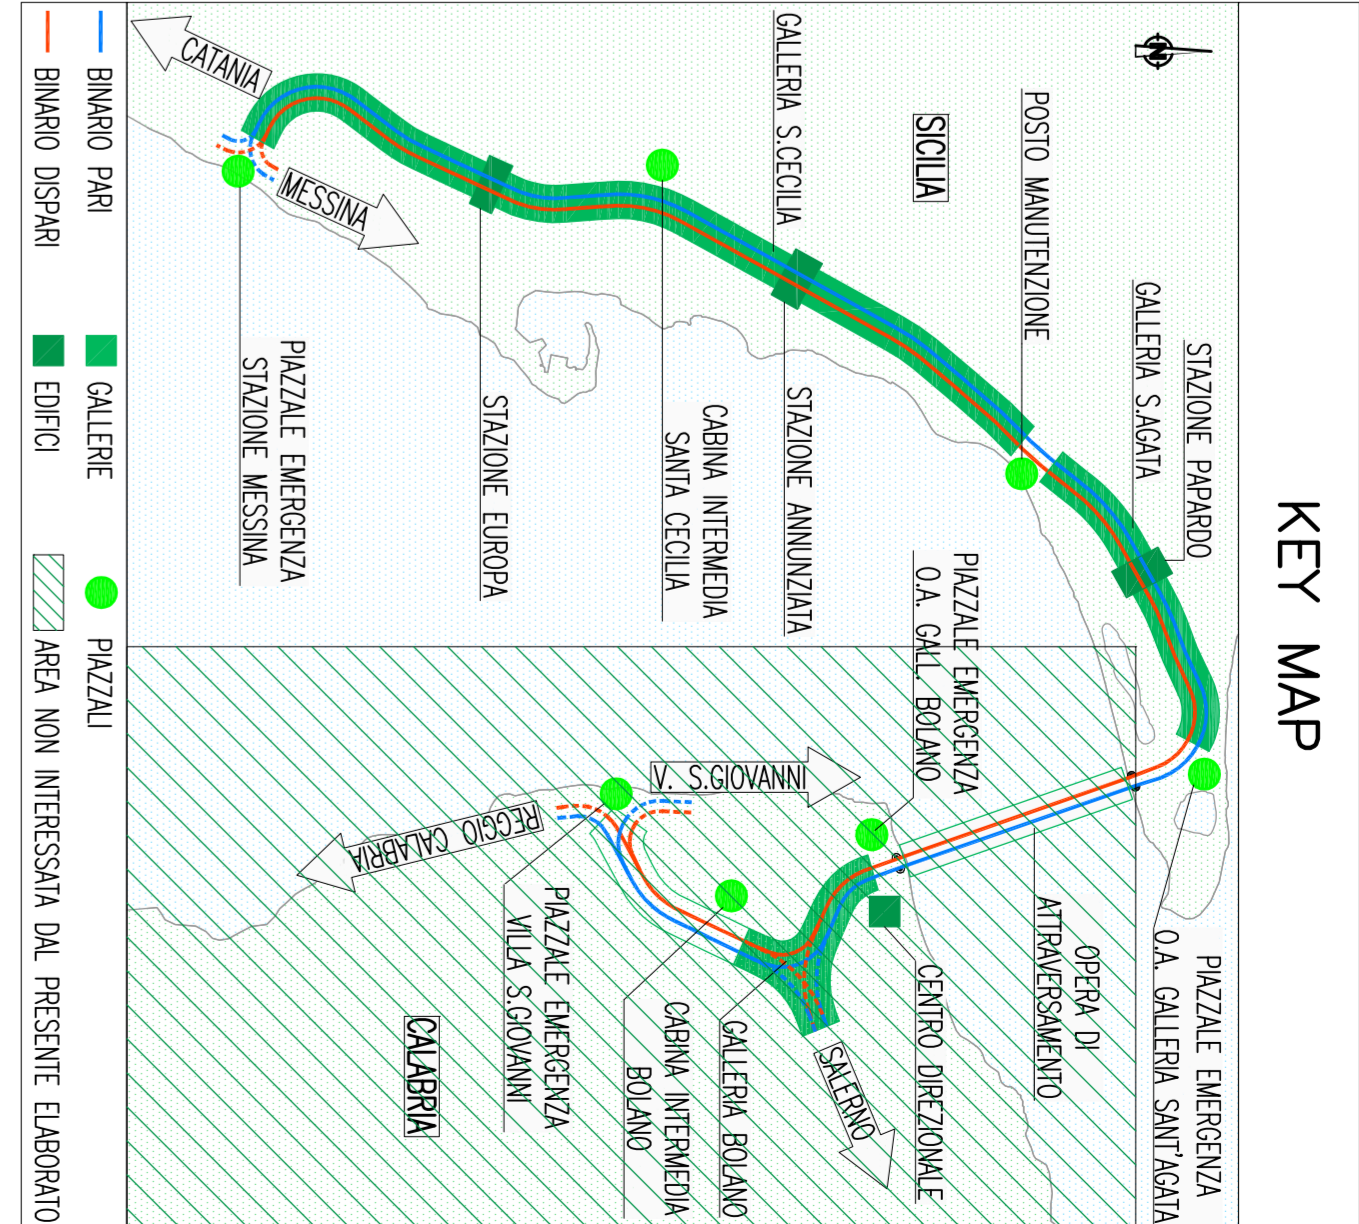 KEY MAP
N
STAZIONE PAPARDO
GALLERIA S.AGATA
POSTO MANUTENZIONE
SICILIA
GALLERIA S.CECILIA
CATANIA
MESSINA
PIAZZALE EMERGENZA
O.A. GALLERIA SANT'AGATA
OPERA DI
ATTRAVERSAMENTO
PIAZZALE EMERGENZA
O.A. GALL. BOLANO
CENTRO DIREZIONALE
STAZIONE ANNUNZIATA
CABINA INTERMEDIA
SANTA CECILIA
STAZIONE EUROPA
PIAZZALE EMERGENZA
STAZIONE MESSINA
V. S.GIOVANNI
REGGIO CALABRIA
SALERNO
GALLERIA BOLANO
CABINA INTERMEDIA
BOLANO
PIAZZALE EMERGENZA
VILLA S.GIOVANNI
CALABRIA
BINARIO PARI
GALLERIE
PIAZZALI
BINARIO DISPARI
EDIFICI
AREA NON INTERESSATA DAL PRESENTE ELABORATO